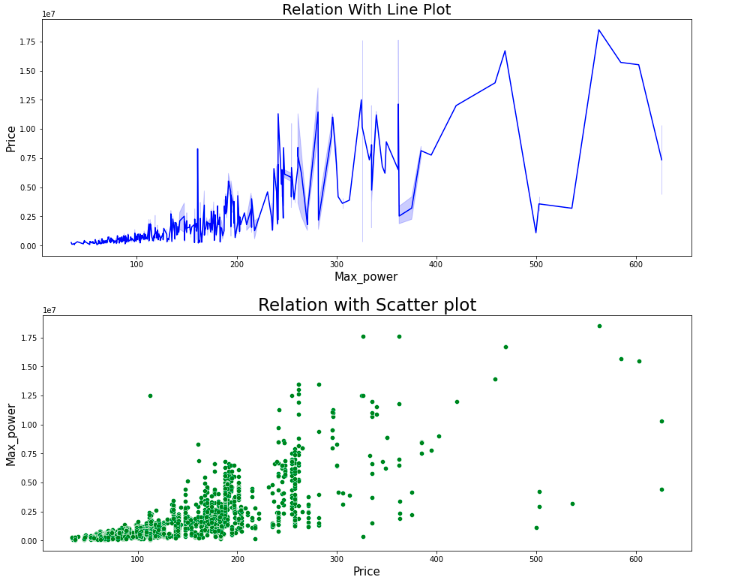 Relation With Line Plot
1e7
1.75
1.50
1.25
1.00
0.75
0.50
0.25
0.00
Price
100 200 300 400 500 600
Max_power
Relation with Scatter plot
1e7
1.75
1.50
1.25
1.00
0.75
0.50
0.25
0.00
Max_power
100 200 300 400 500 600
Price